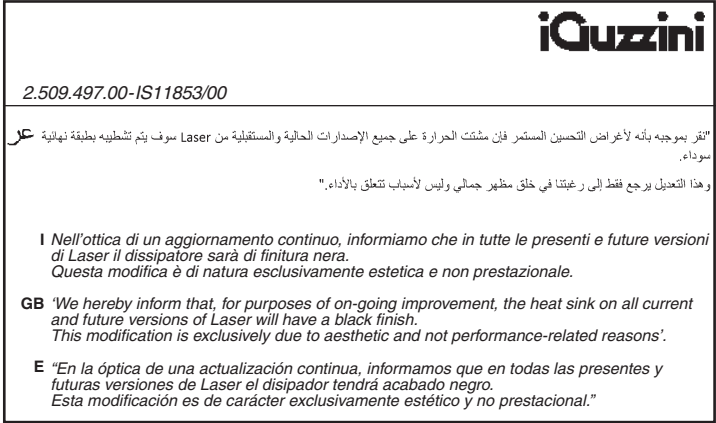 iGuzzini
2.509.497.00-IS11853/00
عر "نقر بموجبه بأنه لأغراض التحسين المستمر فإن مشتت الحرارة على جميع الإصدارات الحالية والمستقبلية من Laser سوف يتم تشطيبه بطبقة نهائية
سوداء.
وهذا التعديل يرجع فقط إلى رغبتنا في خلق مظهر جمالي وليس لأسباب تتعلق بالأداء."
I Nell'ottica di un aggiornamento continuo, informiamo che in tutte le presenti e future versioni
di Laser il dissipatore sarà di finitura nera.
Questa modifica è di natura esclusivamente estetica e non prestazionale.
GB 'We hereby inform that, for purposes of on-going improvement, the heat sink on all current
and future versions of Laser will have a black finish.
This modification is exclusively due to aesthetic and not performance-related reasons'.
E “En la óptica de una actualización continua, informamos que en todas las presentes y
futuras versiones de Laser el disipador tendrá acabado negro.
Esta modificación es de carácter exclusivamente estético y no prestacional.”